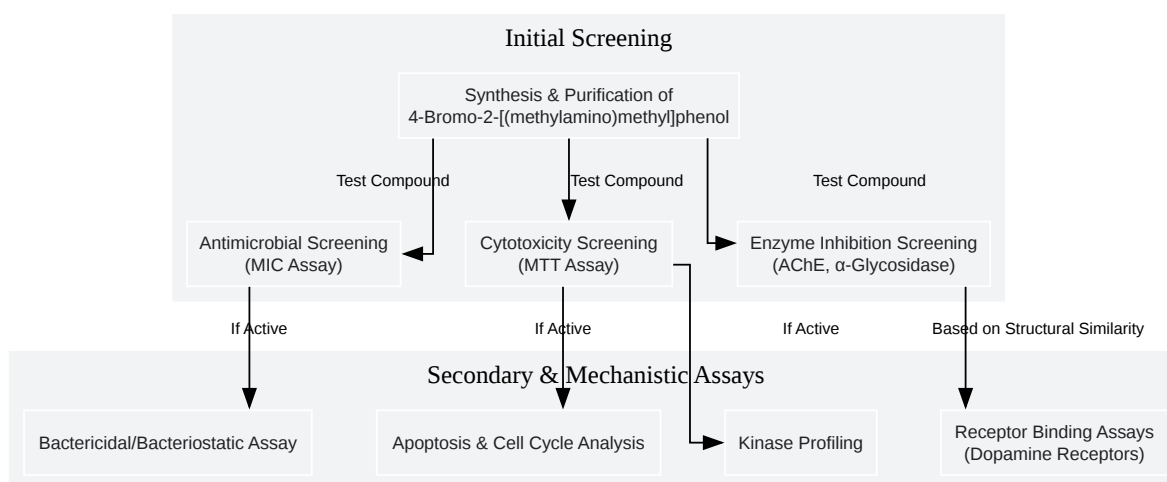 Initial Screening
Synthesis & Purification of
4-Bromo-2-[(methylamino)methyl]phenol
Test Compound
Test Compound
Test Compound
Antimicrobial Screening
(MIC Assay)
Cytotoxicity Screening
(MTT Assay)
Enzyme Inhibition Screening
(AChE, α-Glycosidase)
If Active
If Active
If Active
Based on Structural Similarity
Secondary & Mechanistic Assays
Bactericidal/Bacteriostatic Assay
Apoptosis & Cell Cycle Analysis
Kinase Profiling
Receptor Binding Assays
(Dopamine Receptors)